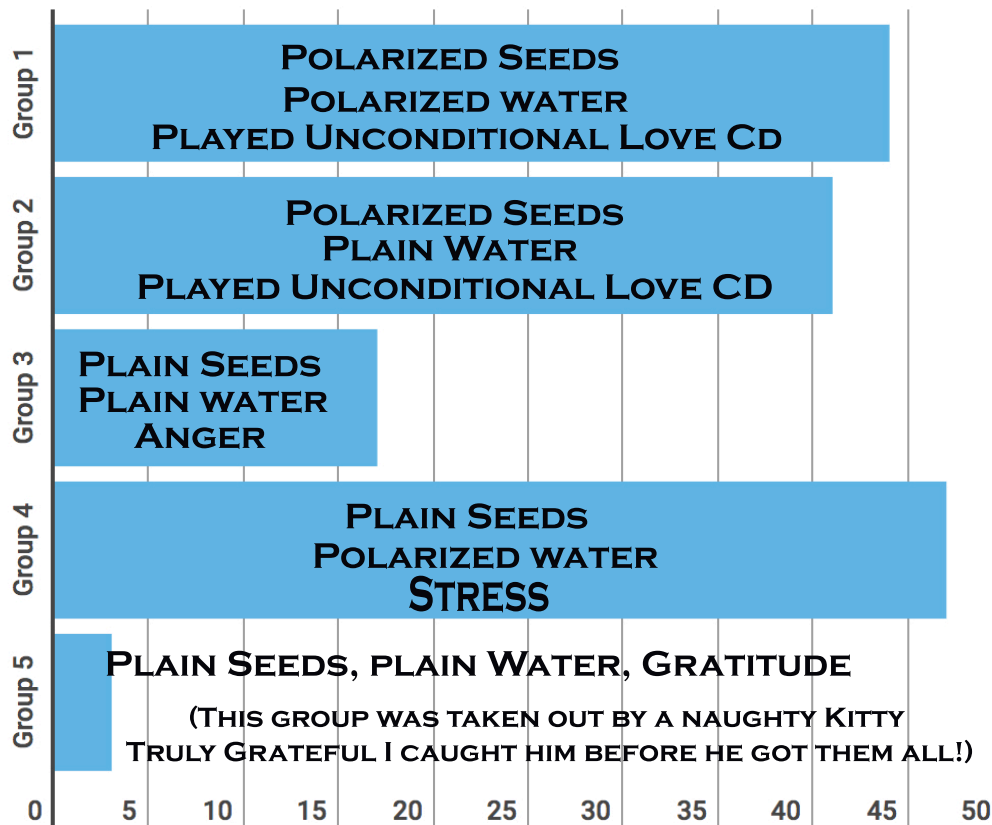 Group 1
Polarized Seeds
Polarized water
Played Unconditional Love Cd
Group 2
Polarized Seeds
Plain Water
Played Unconditional Love CD
Group 3
Plain Seeds
Plain water
Anger
Group 4
Plain Seeds
Polarized water
Stress
Group 5
Plain Seeds, plain Water, Gratitude
(This group was taken out by a naughty Kitty
Truly Grateful I caught him before he got them all!)
0 5 10 15 20 25 30 35 40 45 50